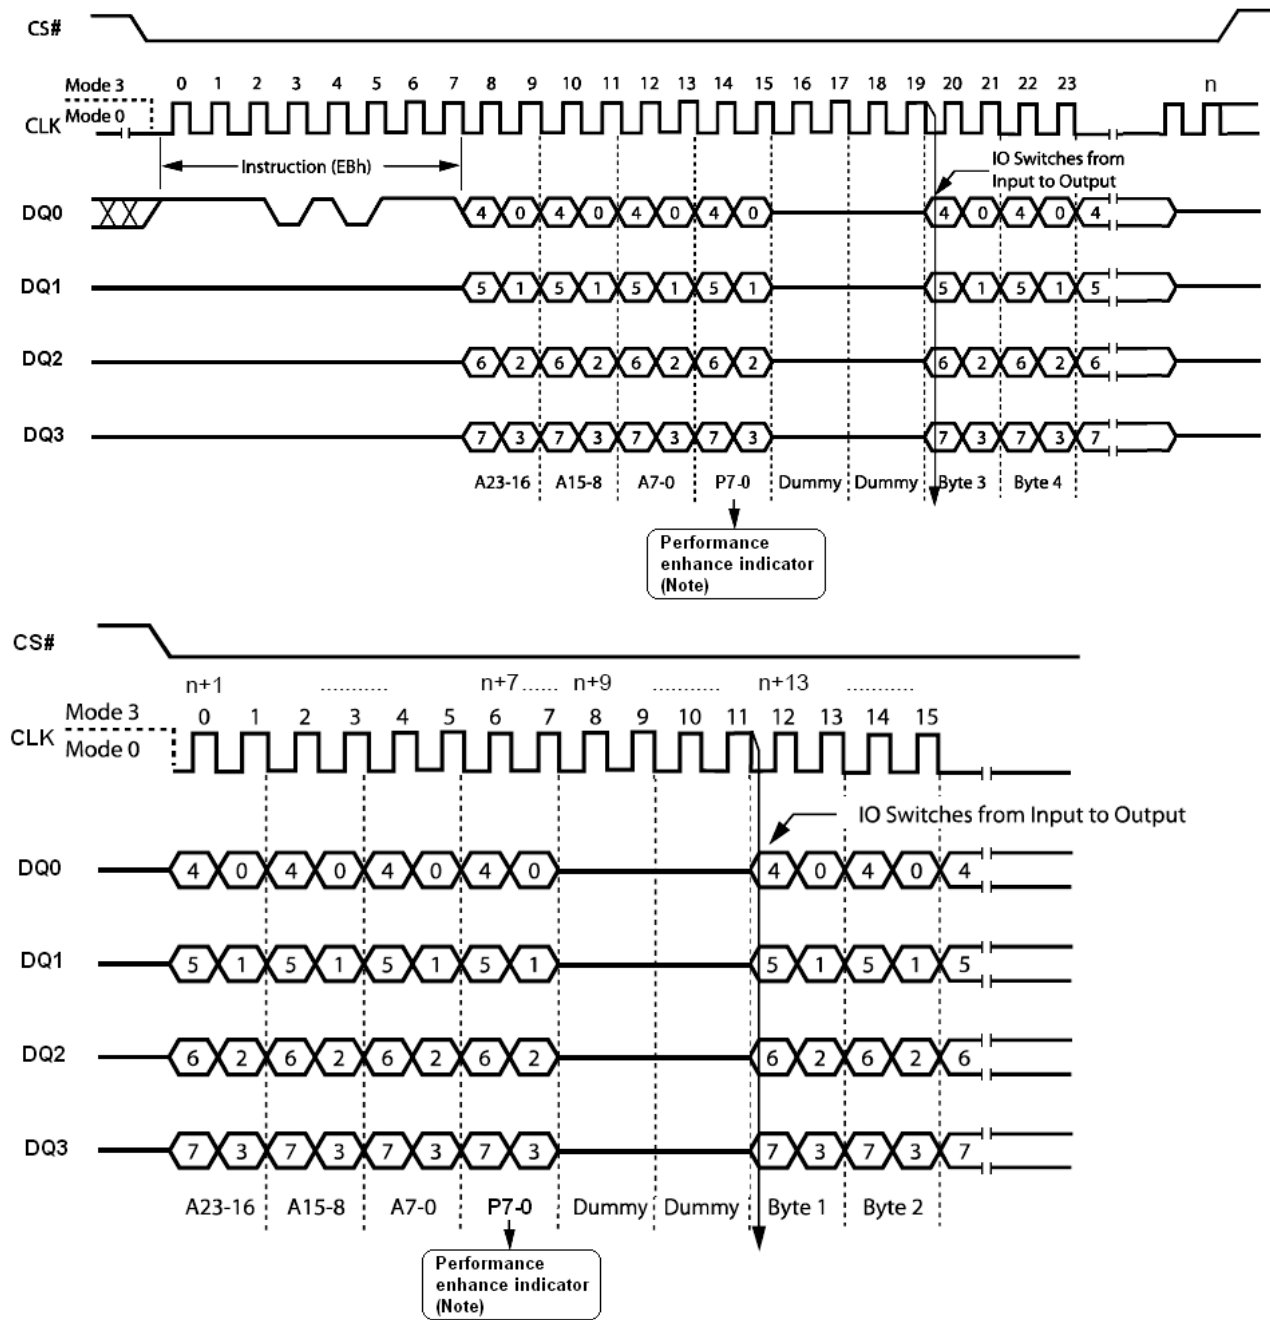 CS#
Mode 3
0 1 2 3 4 5 6 7 8 9 10 11 12 13 14 15 16 17 18 19 20 21 22 23 n
Mode 0
CLK
Instruction (EBh)
IO Switches from
Input to Output
DQ0 4 0 4 0 4 0 4 0 4 0 4 0 4
DQ1 5 1 5 1 5 1 5 1 5 1 5 1 5
DQ2 6 2 6 2 6 2 6 2 6 2 6 2 6
DQ3 7 3 7 3 7 3 7 3 7 3 7 3 7
A23-16 A15-8 A7-0 P7-0 Dummy Dummy Byte 3 Byte 4
Performance
enhance indicator
(Note)
CS#
n+1 ........... n+7 ...... n+9 ........... n+13 ...........
Mode 3
0 1 2 3 4 5 6 7 8 9 10 11 12 13 14 15
CLK
Mode 0
IO Switches from Input to Output
DQ0 4 0 4 0 4 0 4 0 4 0 4 0 4
DQ1 5 1 5 1 5 1 5 1 5 1 5 1 5
DQ2 6 2 6 2 6 2 6 2 6 2 6 2 6
DQ3 7 3 7 3 7 3 7 3 7 3 7 3 7
A23-16 A15-8 A7-0 P7-0 Dummy Dummy Byte 1 Byte 2
Performance
enhance indicator
(Note)